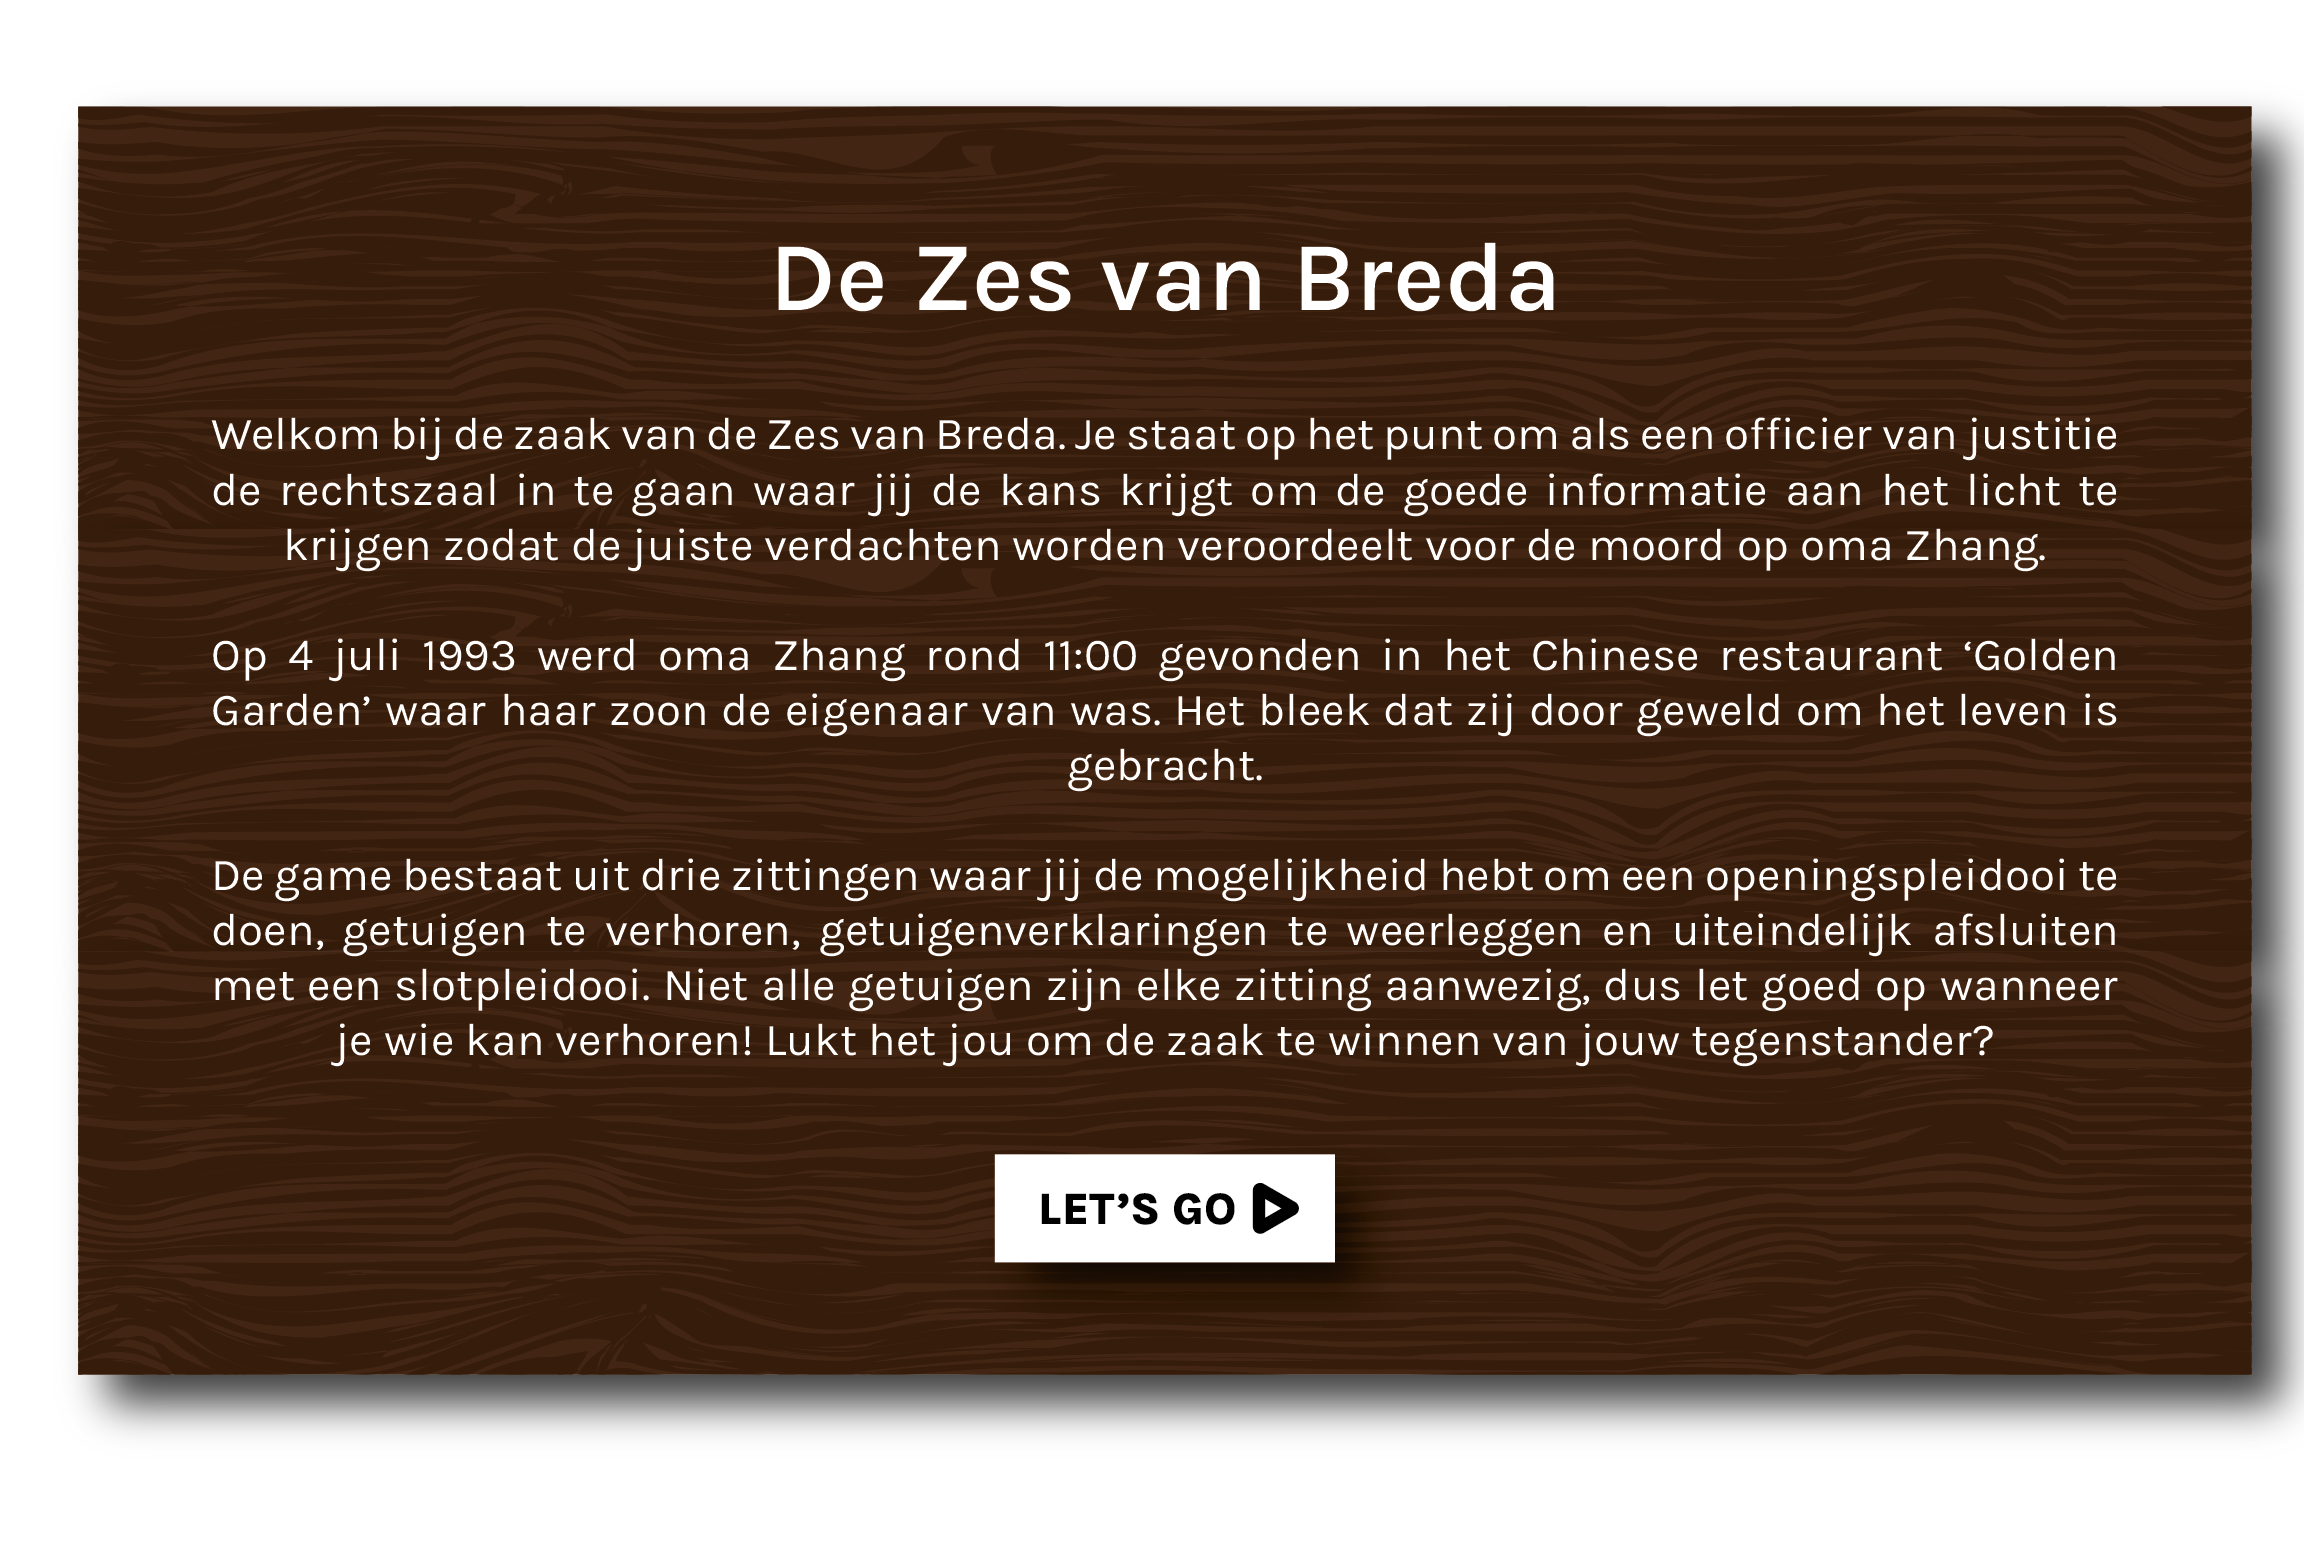 De Zes van Breda
Welkom bij de zaak van de Zes van Breda. Je staat op het punt om als een officier van justitie
de rechtszaal in te gaan waar jij de kans krijgt om de goede informatie aan het licht te
krijgen zodat de juiste verdachten worden veroordeelt voor de moord op oma Zhang.
Op 4 juli 1993 werd oma Zhang rond 11:00 gevonden in het Chinese restaurant ‘Golden
Garden’ waar haar zoon de eigenaar van was. Het bleek dat zij door geweld om het leven is
gebracht.
De game bestaat uit drie zittingen waar jij de mogelijkheid hebt om een openingspleidooi te
doen, getuigen te verhoren, getuigenverklaringen te weerleggen en uiteindelijk afsluiten
met een slotpleidooi. Niet alle getuigen zijn elke zitting aanwezig, dus let goed op wanneer
je wie kan verhoren! Lukt het jou om de zaak te winnen van jouw tegenstander?
LET’S GO